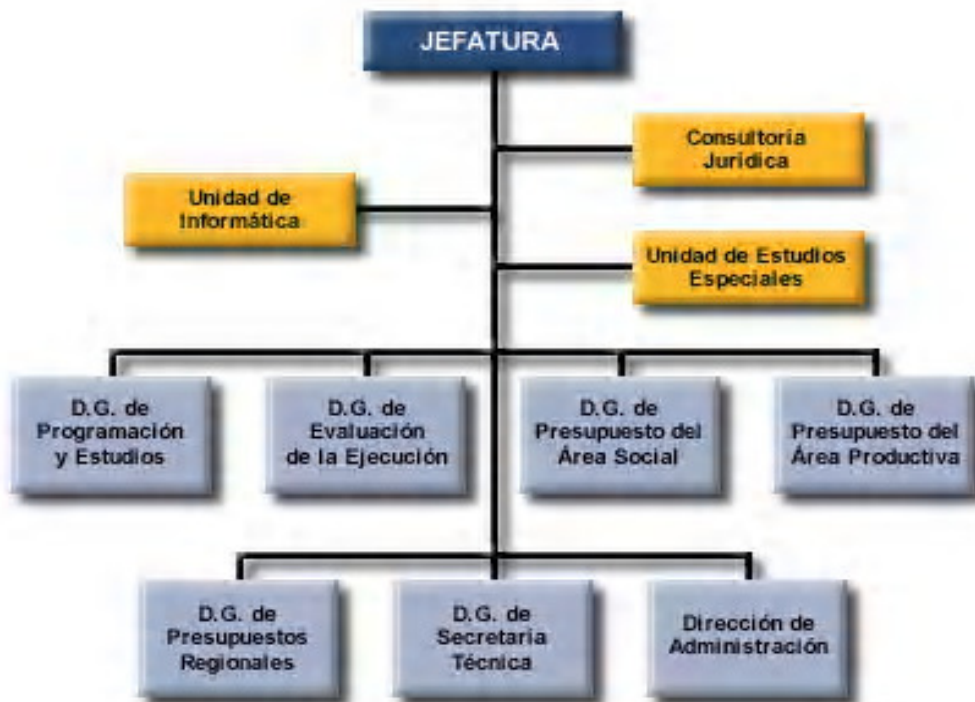 JEFATURA
Consultoría
Jurídica
Unidad de
Informática
Unidad de Estudios
Especiales
D.G. de
Programación
y Estudios
D.G. de
Evaluación
de la Ejecución
D.G. de
Presupuesto del
Área Social
D.G. de
Presupuesto del
Área Productiva
D.G. de
Presupuestos
Regionales
D.G. de
Secretaría
Técnica
Dirección de
Administración